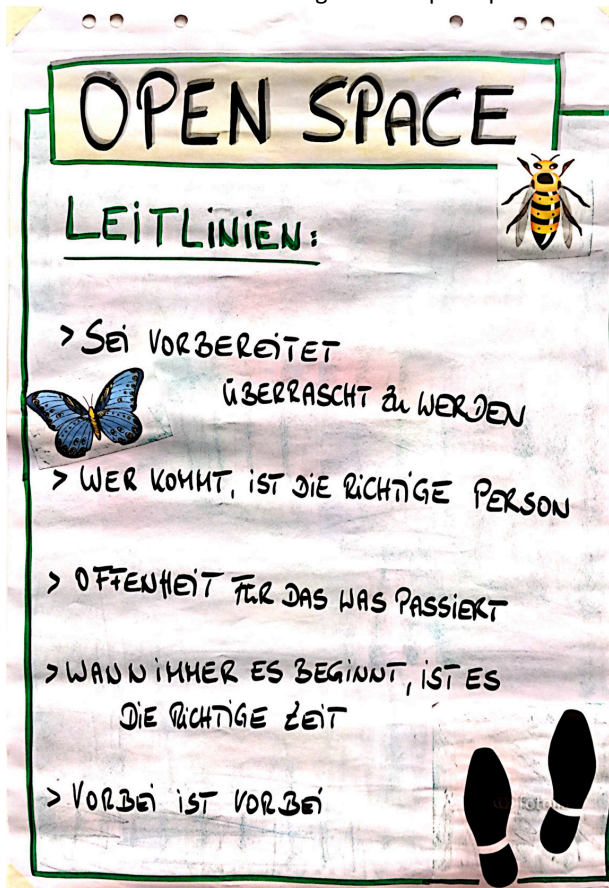 OPEN SPACE
LEITLINIEN:
> SEI VORBEREITET
ÜBERRASCHT ZU WERDEN
> WER KOMMT, IST DIE RICHTIGE PERSON
> OFFENHEIT FÜR DAS WAS PASSIERT
> WANN IMMER ES BEGINNT, IST ES
DIE RICHTIGE ZEIT
> VORBEI IST VORBEI